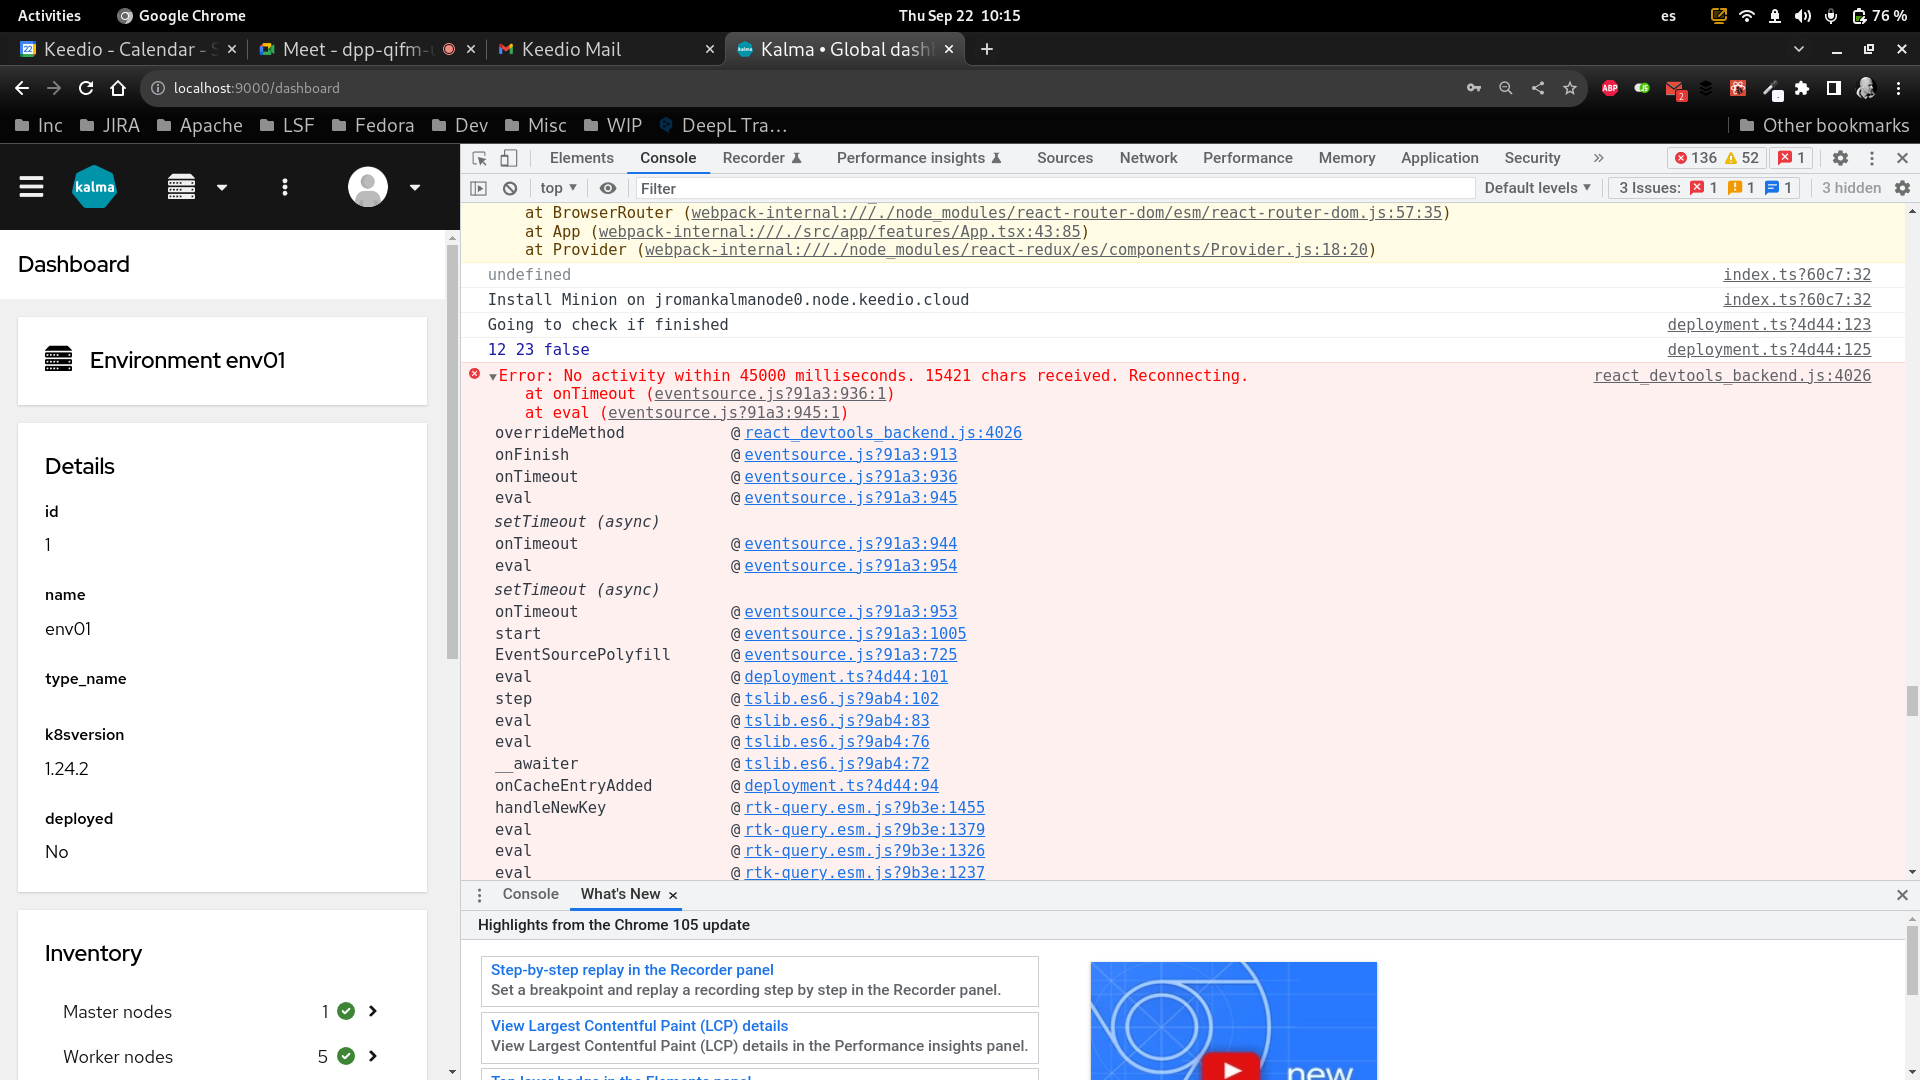 Activities
Google Chrome
Thu Sep 22 10:15
es
76 %
Keedio - Calendar -
Meet - dpp-qifm-
Keedio Mail
Kalma • Global dash
localhost:9000/dashboard
ABP
2
Inc
JIRA
Apache
LSF
Fedora
Dev
Misc
WIP
DeepL Tra…
Other bookmarks
kalma
Dashboard
Environment env01
Details
id
1
name
env01
type_name
k8sversion
1.24.2
deployed
No
Inventory
Master nodes 1
Worker nodes 5
Elements
Console
Recorder
Performance insights
Sources
Network
Performance
Memory
Application
Security
»
136
52
1
top
Filter
Default levels
3 Issues: 1 1 1
3 hidden
at BrowserRouter (webpack-internal:///./node_modules/react-router-dom/esm/react-router-dom.js:57:35)
at App (webpack-internal:///./src/app/features/App.tsx:43:85)
at Provider (webpack-internal:///./node_modules/react-redux/es/components/Provider.js:18:20)
undefined index.ts?60c7:32
Install Minion on jromankalmanode0.node.keedio.cloud index.ts?60c7:32
Going to check if finished deployment.ts?4d44:123
12 23 false deployment.ts?4d44:125
Error: No activity within 45000 milliseconds. 15421 chars received. Reconnecting. react_devtools_backend.js:4026
at onTimeout (eventsource.js?91a3:936:1)
at eval (eventsource.js?91a3:945:1)
overrideMethod @ react_devtools_backend.js:4026
onFinish @ eventsource.js?91a3:913
onTimeout @ eventsource.js?91a3:936
eval @ eventsource.js?91a3:945
setTimeout (async)
onTimeout @ eventsource.js?91a3:944
eval @ eventsource.js?91a3:954
setTimeout (async)
onTimeout @ eventsource.js?91a3:953
start @ eventsource.js?91a3:1005
EventSourcePolyfill @ eventsource.js?91a3:725
eval @ deployment.ts?4d44:101
step @ tslib.es6.js?9ab4:102
eval @ tslib.es6.js?9ab4:83
eval @ tslib.es6.js?9ab4:76
__awaiter @ tslib.es6.js?9ab4:72
onCacheEntryAdded @ deployment.ts?4d44:94
handleNewKey @ rtk-query.esm.js?9b3e:1455
eval @ rtk-query.esm.js?9b3e:1379
eval @ rtk-query.esm.js?9b3e:1326
eval @ rtk-query.esm.js?9b3e:1237
Console
What's New
Highlights from the Chrome 105 update
Step-by-step replay in the Recorder panel
Set a breakpoint and replay a recording step by step in the Recorder panel.
View Largest Contentful Paint (LCP) details
View Largest Contentful Paint (LCP) details in the Performance insights panel.
new